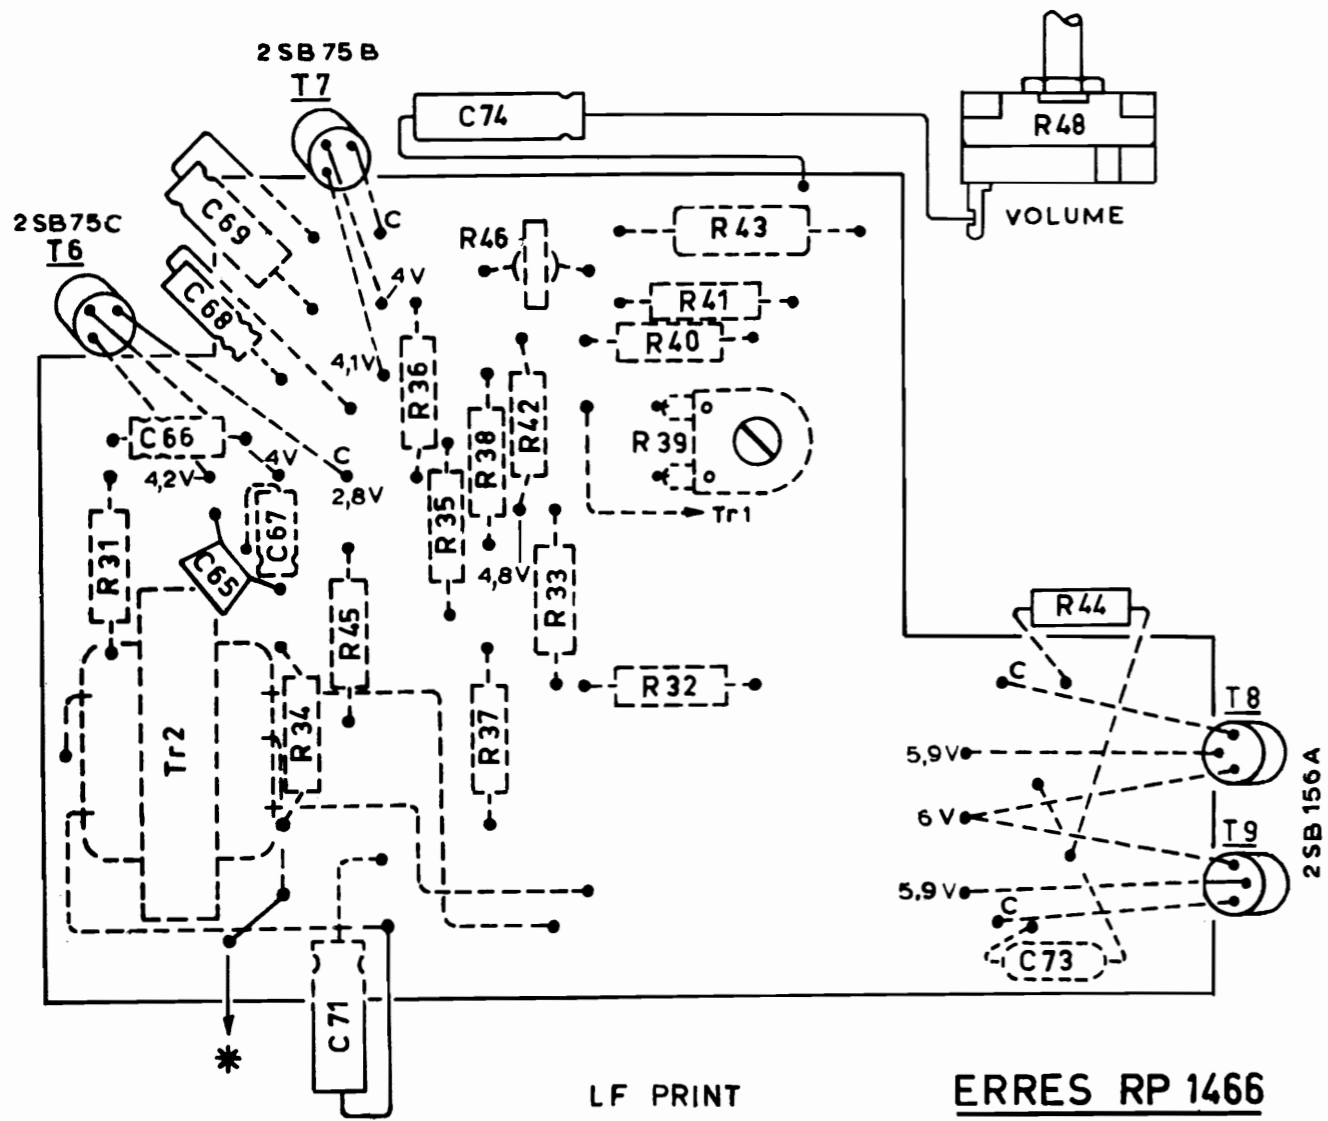 2SB75B
T7
C74
R48
VOLUME
2SB75C
T6
C69
C68
C
4V
4,1V
R46
R43
R41
R40
R36
R38
R42
R39
C66
4,2V
4V
C
2,8V
C67
R35
4,8V
R33
Tr1
R31
C65
R45
R44
R32
C
T8
R34
R37
Tr2
5,9V
6V
T9
2SB156A
5,9V
C
C73
C71
*
LF PRINT
ERRES RP 1466